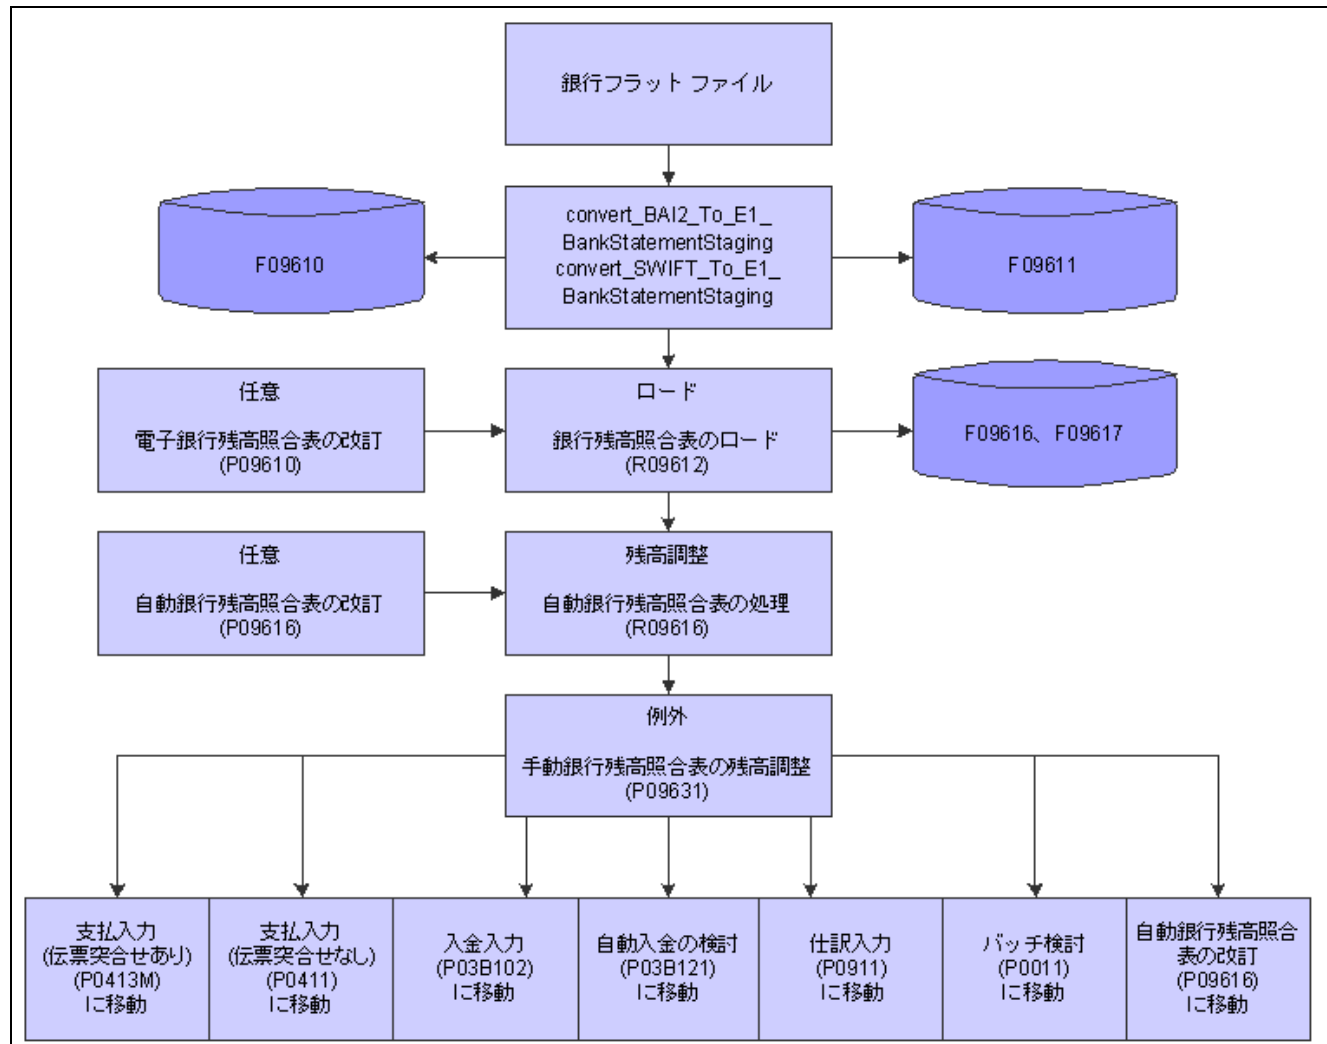 銀行フラット ファイル
convert_BAI2_To_E1_
BankStatementStaging
convert_SWIFT_To_E1_
BankStatementStaging
F09610
F09611
任意
電子銀行残高照合表の改訂
(P09610)
ロード
銀行残高照合表のロード
(R09612)
F09616、F09617
任意
自動銀行残高照合表の改訂
(P09616)
残高調整
自動銀行残高照合表の処理
(R09616)
例外
手動銀行残高照合表の残高調整
(P09631)
支払入力
(伝票突合せあり)
(P0413M)
に移動
支払入力
(伝票突合せなし)
(P0411)
に移動
入金入力
(P03B102)
に移動
自動入金の検討
(P03B121)
に移動
仕訳入力
(P0911)
に移動
バッチ検討
(P0011)
に移動
自動銀行残高照合
表の改訂
(P09616)
に移動